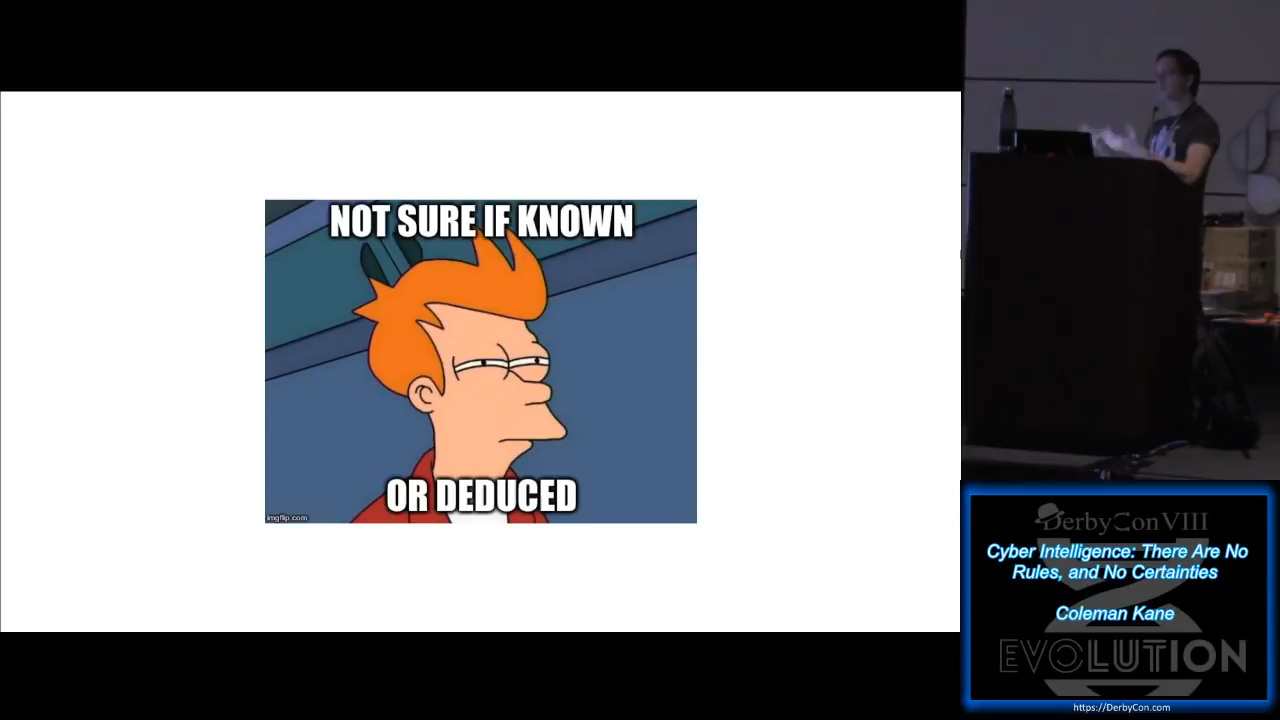 NOT SURE IF KNOWN
OR DEDUCED
imgflip.com
DerbyCon VIII
Cyber Intelligence: There Are No
Rules, and No Certainties
Coleman Kane
EVOLUTION
https://DerbyCon.com